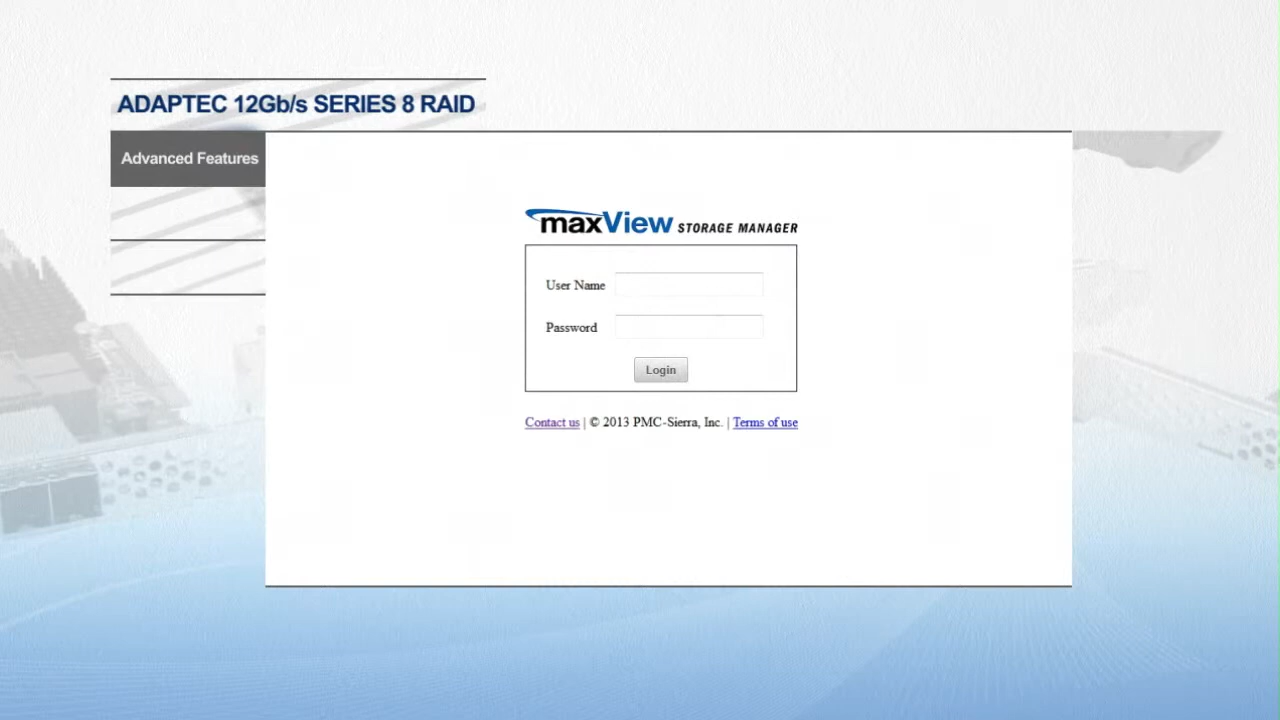 ADAPTEC 12Gb/s SERIES 8 RAID
Advanced Features
maxView STORAGE MANAGER
User Name
Password
Login
Contact us | © 2013 PMC-Sierra, Inc. | Terms of use